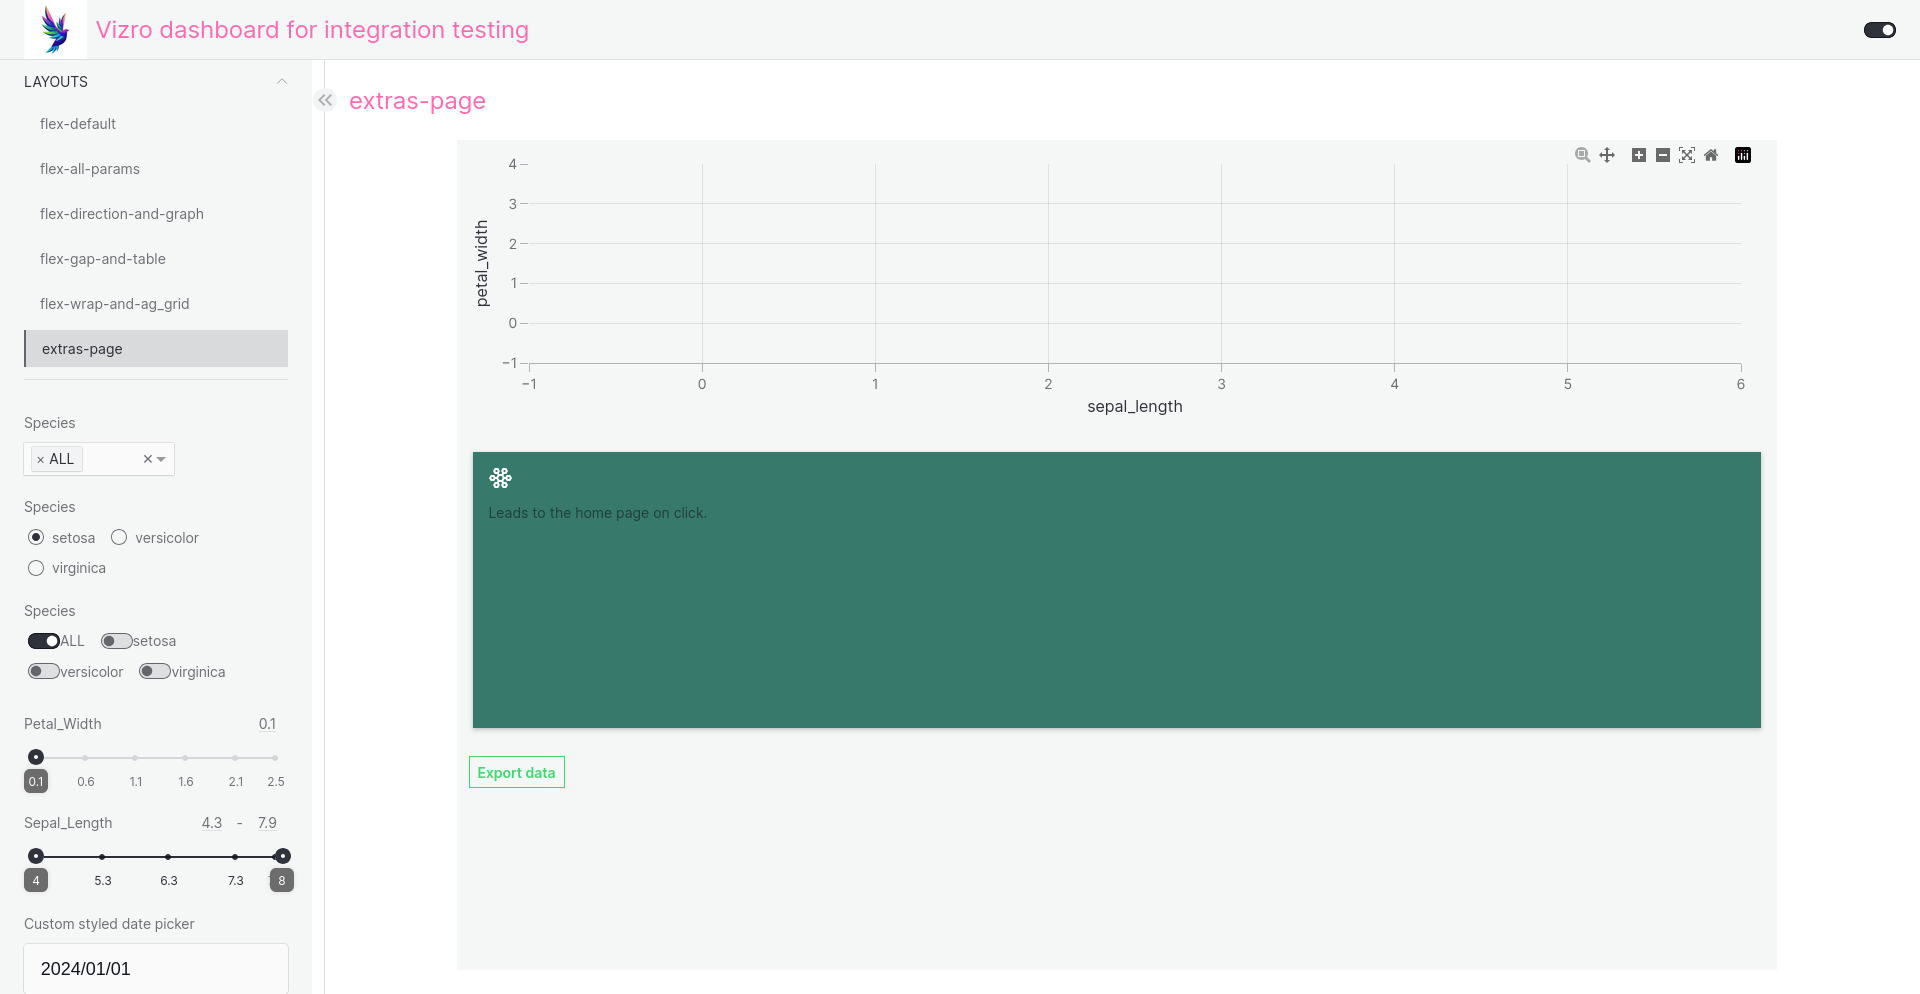 Vizro dashboard for integration testing
LAYOUTS
flex-default
flex-all-params
flex-direction-and-graph
flex-gap-and-table
flex-wrap-and-ag_grid
extras-page
Species
× ALL ×
Species
setosa versicolor
virginica
Species
ALL setosa
versicolor virginica
Petal_Width 0.1
0.1 0.6 1.1 1.6 2.1 2.5
Sepal_Length 4.3 - 7.9
4 5.3 6.3 7.3 8
Custom styled date picker
2024/01/01
extras-page
petal_width
4
3
2
1
0
−1
−1 0 1 2 3 4 5 6
sepal_length
Leads to the home page on click.
Export data